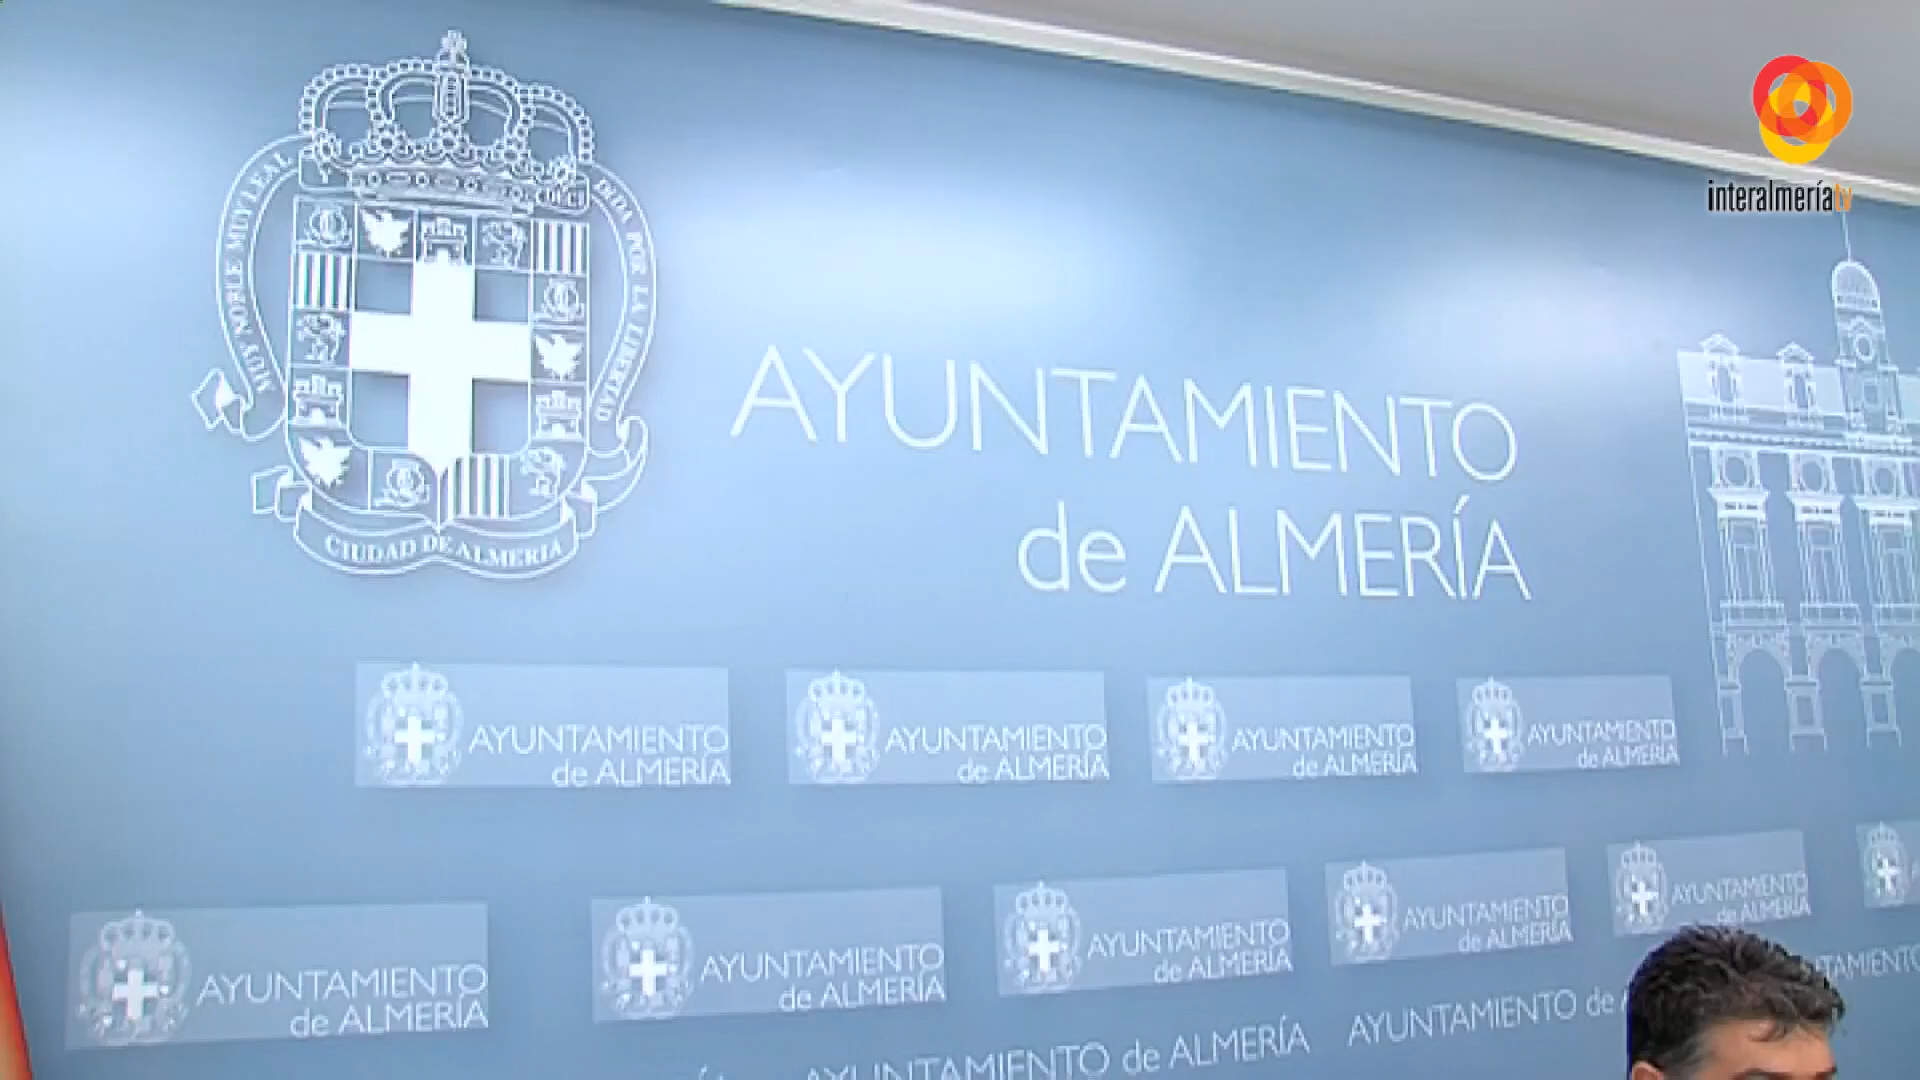 interalmeríatv
MUY NOBLE MUY LEAL
Y
DECIDIDA POR LA LIBERTAD
CIUDAD DE ALMERIA
AYUNTAMIENTO
de ALMERÍA
AYUNTAMIENTO
de ALMERÍA
AYUNTAMIENTO
de ALMERÍA
AYUNTAMIENTO
de ALMERÍA
AYUNTAMIENTO
de ALMERÍA
AYUNTAMIENTO
de ALMERÍA
AYUNTAMIENTO
de ALMERÍA
AYUNTAMIENTO
de ALMERÍA
AYUNTAMIENTO
de ALMERÍA
AYUNTAMIENTO
de ALMERÍA
AYUNTAMIENTO de ALMERÍA
AYUNTAMIENTO de